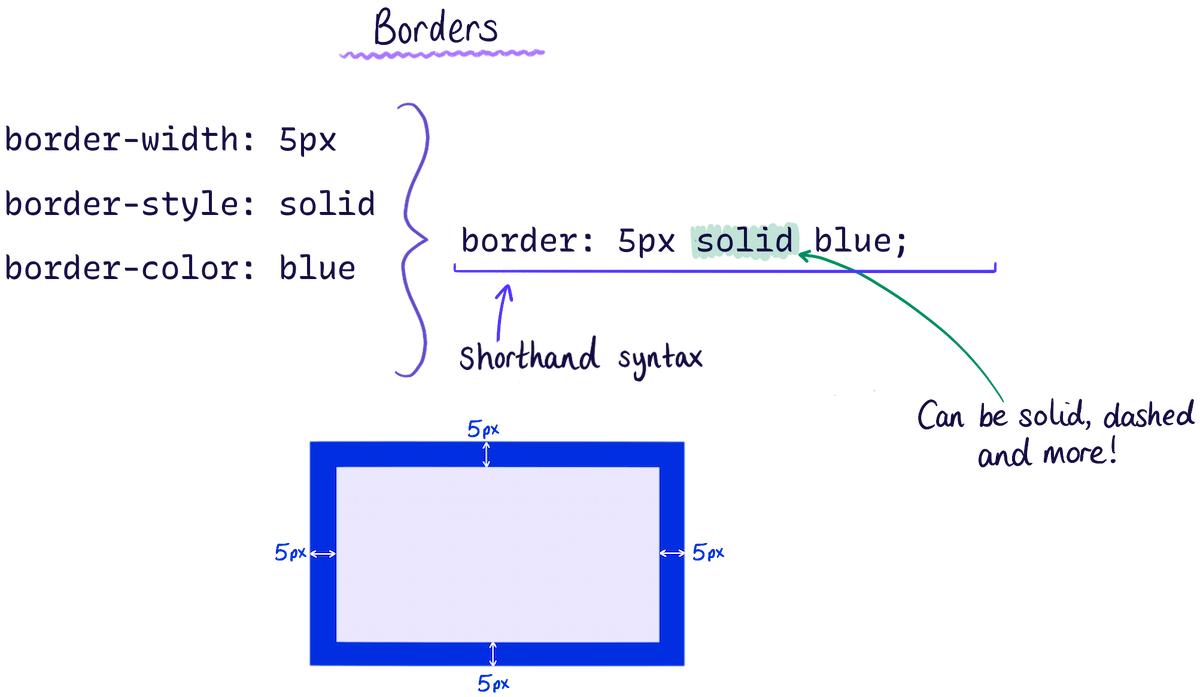 Borders
border-width: 5px
border-style: solid
border-color: blue
border: 5px solid blue;
Shorthand syntax
Can be solid, dashed
and more!
5px
5px
5px
5px